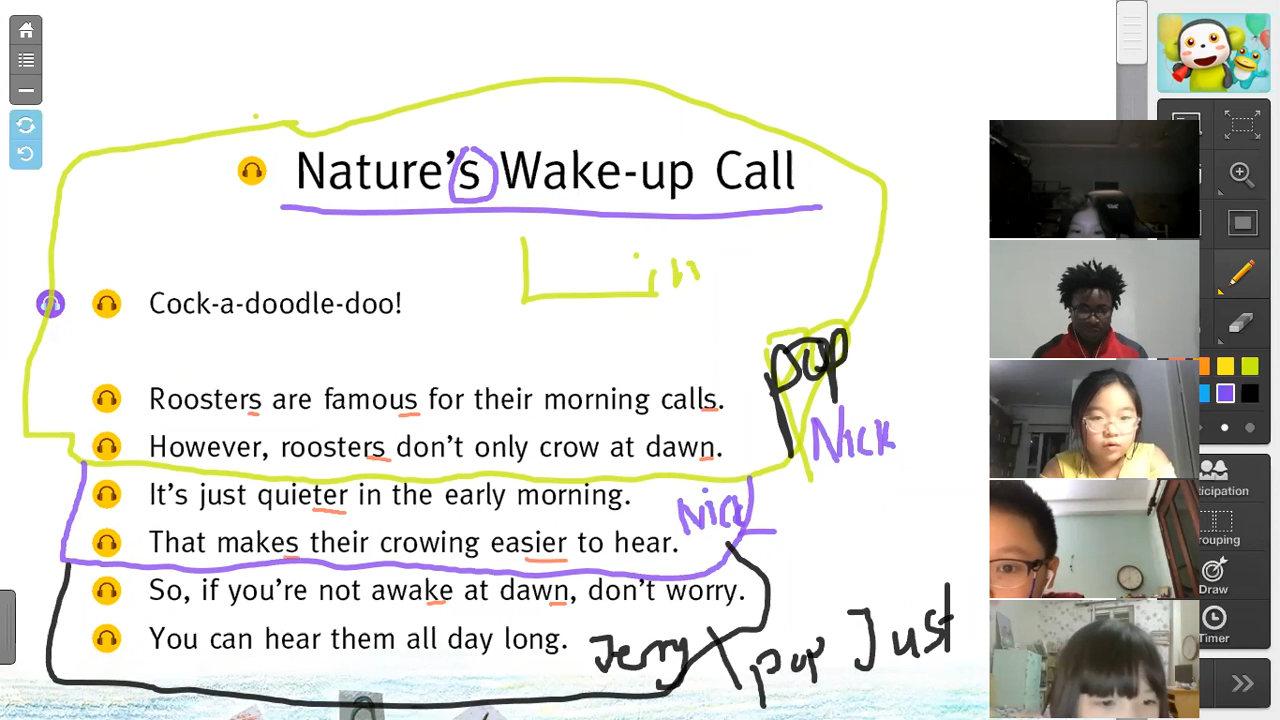 Nature's Wake-up Call
Cock-a-doodle-doo!
Roosters are famous for their morning calls.
pop
However, roosters don't only crow at dawn.
Nick
It's just quieter in the early morning.
Nick
That makes their crowing easier to hear.
So, if you're not awake at dawn, don't worry.
You can hear them all day long.
Jerry
pop Just
ticipation
ouping
Draw
Timer